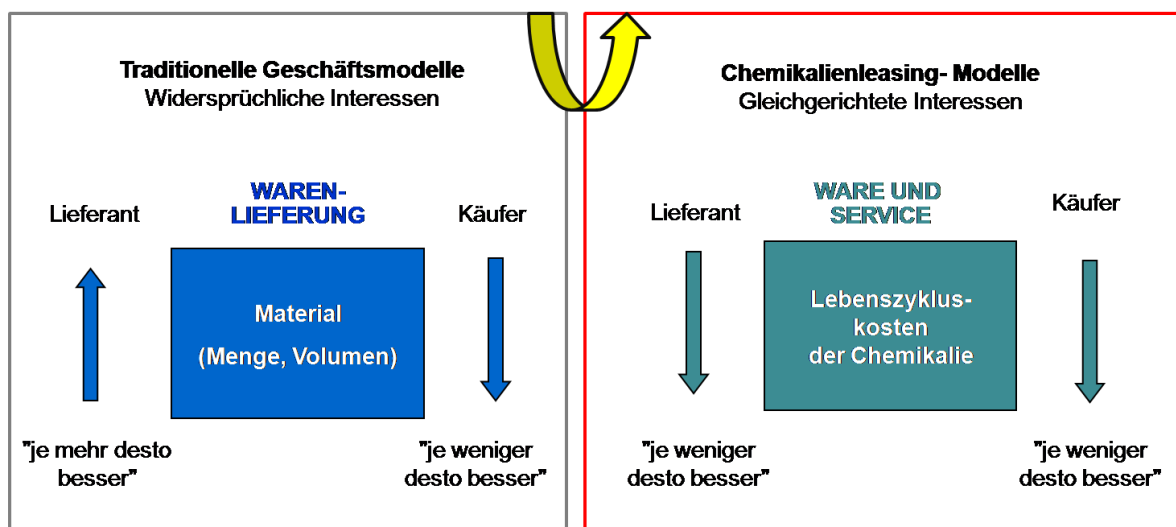 Traditionelle Geschäftsmodelle
Widersprüchliche Interessen
WAREN-
LIEFERUNG
Lieferant
Käufer
Material
(Menge, Volumen)
"je mehr desto
besser"
"je weniger
desto besser"
Chemikalienleasing- Modelle
Gleichgerichtete Interessen
WARE UND
SERVICE
Lieferant
Käufer
Lebenszyklus-
kosten
der Chemikalie
"je weniger
desto besser"
"je weniger
desto besser"